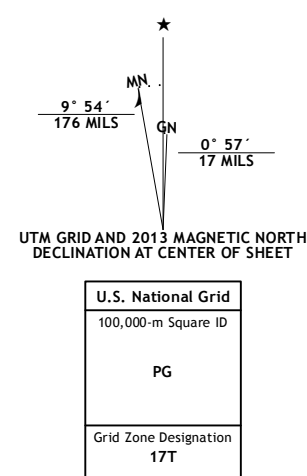 MN
9° 54´
176 MILS
GN
0° 57´
17 MILS
UTM GRID AND 2013 MAGNETIC NORTH
DECLINATION AT CENTER OF SHEET
U.S. National Grid
100,000-m Square ID
PG
Grid Zone Designation
17T